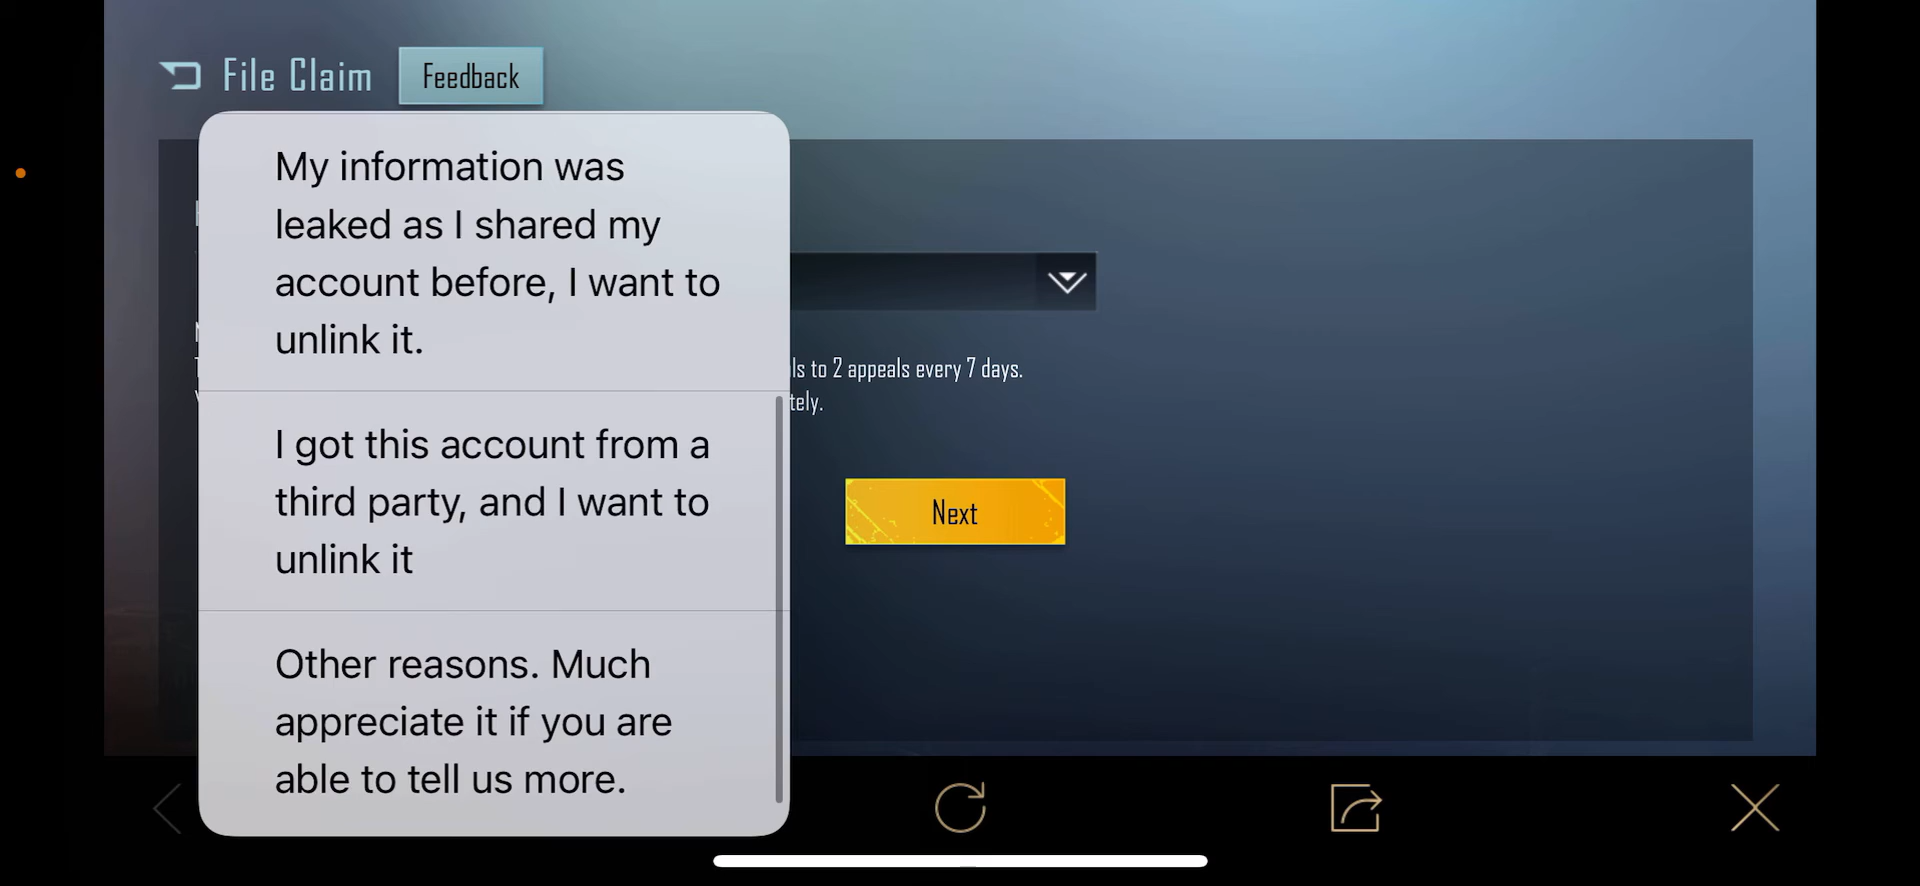 File Claim
Feedback
My information was
leaked as I shared my
account before, I want to
unlink it.
ls to 2 appeals every 7 days.
tely.
I got this account from a
third party, and I want to
unlink it
Next
Other reasons. Much
appreciate it if you are
able to tell us more.